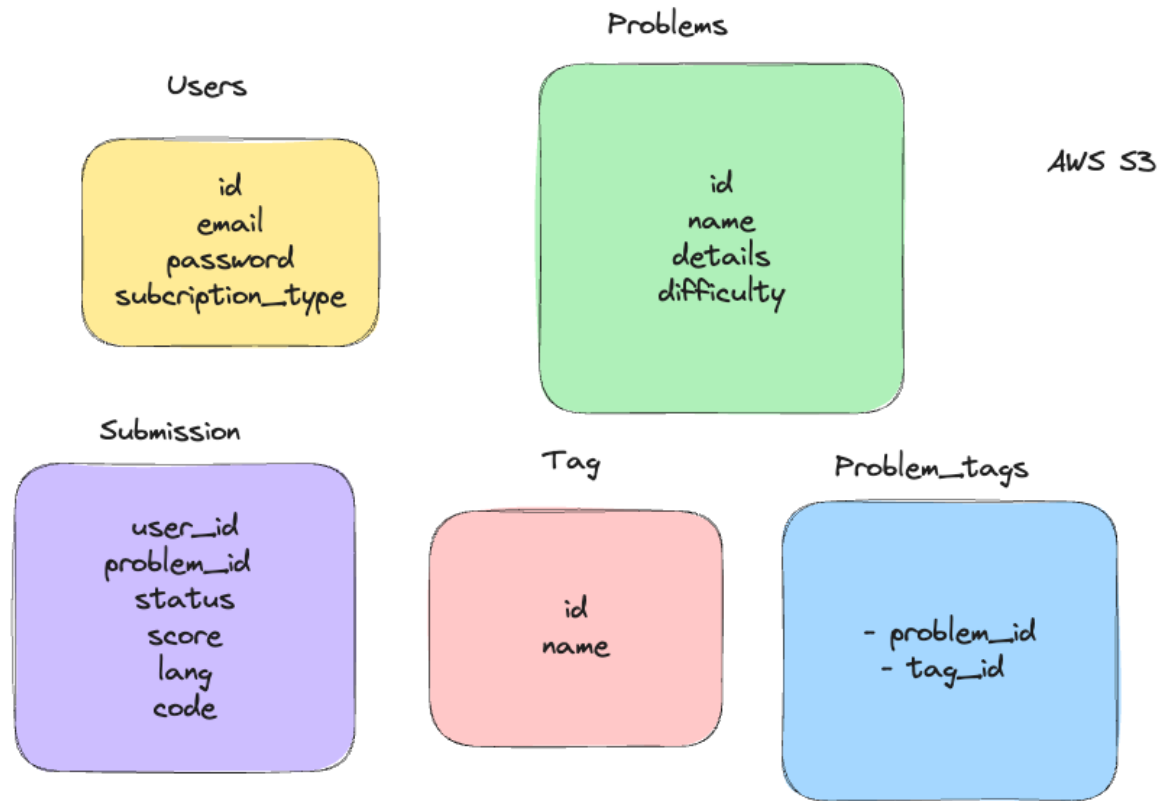 Problems
Users
AWS S3
id
email
password
subcription_type
id
name
details
difficulty
Submission
Tag
Problem_tags
user_id
problem_id
status
score
lang
code
id
name
- problem_id
- tag_id